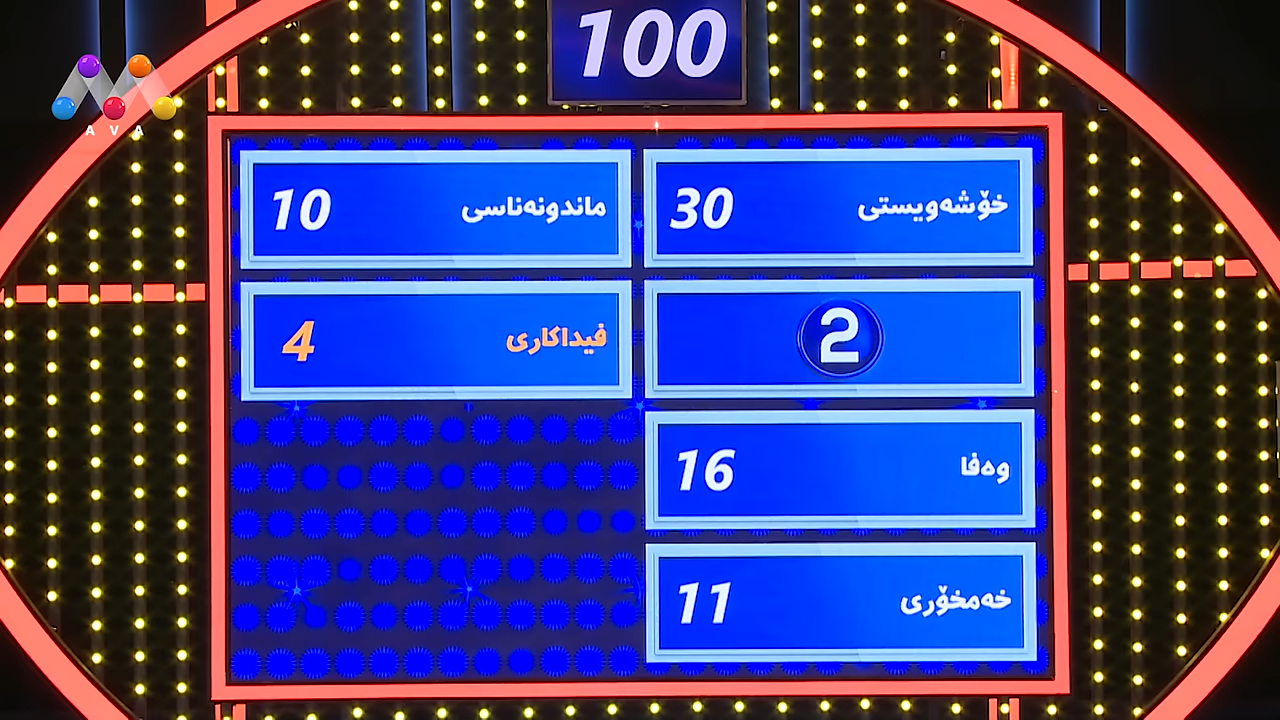 100
AVA
خۆشەویستی 30
2
وەفا 16
خەمخۆری 11
ماندونەناسی 10
فیداکاری 4